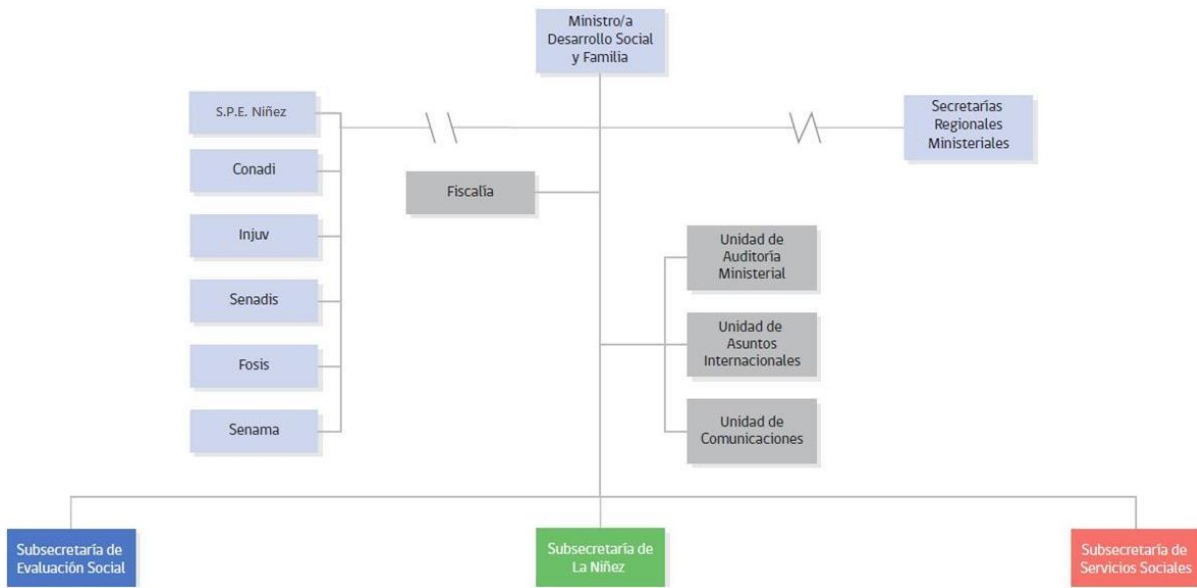 Ministro/a
Desarrollo Social
y Familia
S.P.E. Niñez
Conadi
Injuv
Senadis
Fosis
Senama
Secretarías
Regionales
Ministeriales
Fiscalía
Unidad de
Auditoría
Ministerial
Unidad de
Asuntos
Internacionales
Unidad de
Comunicaciones
Subsecretaría de
Evaluación Social
Subsecretaría de
La Niñez
Subsecretaría de
Servicios Sociales